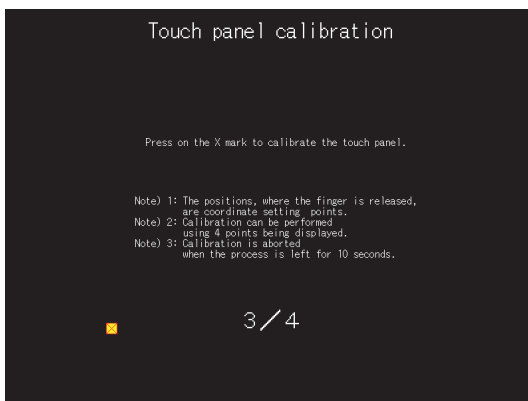 Touch panel calibration
Press on the X mark to calibrate the touch panel.
Note) 1: The positions, where the finger is released,
are coordinate setting points.
Note) 2: Calibration can be performed
using 4 points being displayed.
Note) 3: Calibration is aborted
when the process is left for 10 seconds.
3/4